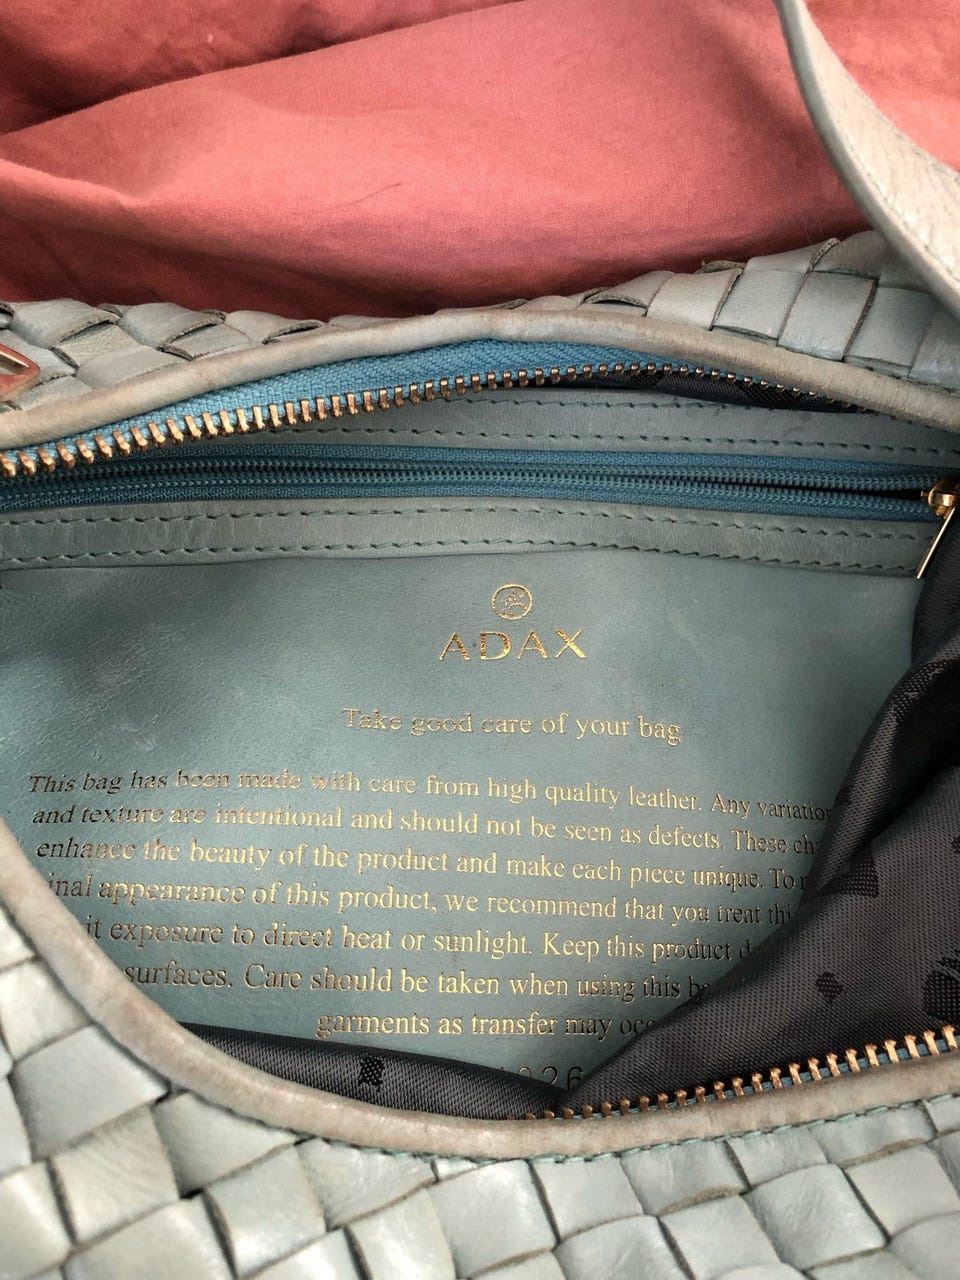 ADAX
Take good care of your bag
This bag has been made with care from high quality leather. Any variation
and texture are intentional and should not be seen as defects. These
enhance the beauty of the product and make each piece unique. To
appearance of this product, we recommend that you treat
exposure to direct heat or sunlight. Keep this product
surfaces. Care should be taken when using this
garments as transfer may